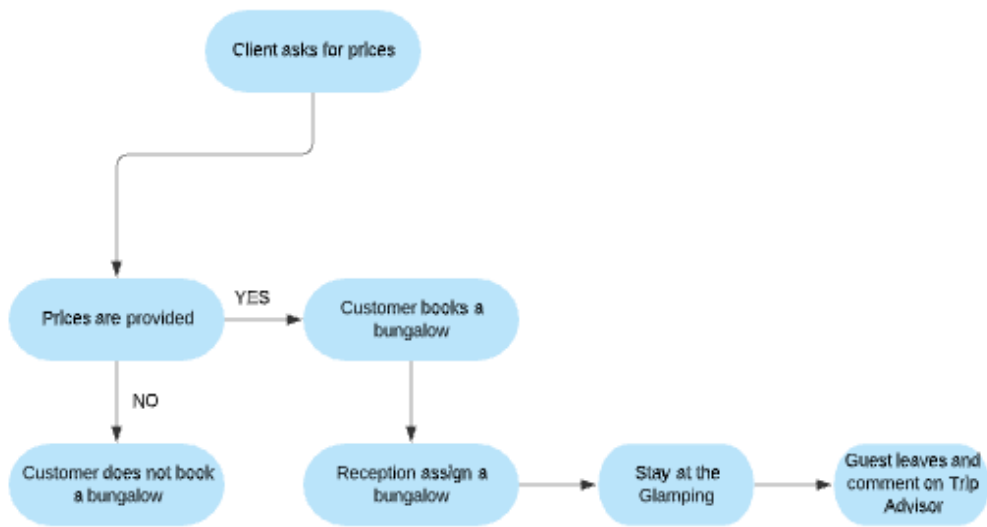 Client asks for prices
YES
Prices are provided
Customer books a
bungalow
NO
Customer does not book
a bungalow
Reception assign a
bungalow
Stay at the
Glamping
Guest leaves and
comment on Trip
Advisor